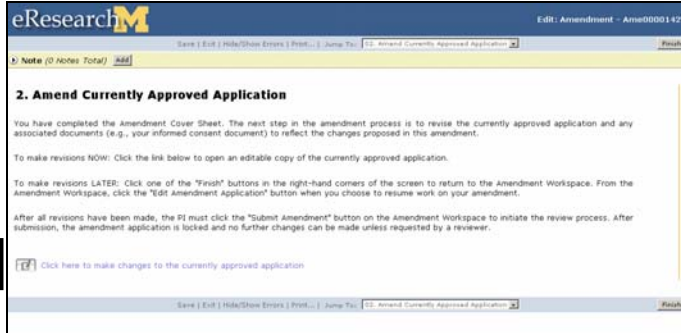 eResearchM
Edit: Amendment - Ame0000142
Save | Exit | Hide/Show Errors | Print... | Jump To: 02. Amend Currently Approved Application
Finish
Note (0 Notes Total) Add
2. Amend Currently Approved Application
You have completed the Amendment Cover Sheet. The next step in the amendment process is to revise the currently approved application and any
associated documents (e.g., your informed consent document) to reflect the changes proposed in this amendment.
To make revisions NOW: Click the link below to open an editable copy of the currently approved application.
To make revisions LATER: Click one of the "Finish" buttons in the right-hand corners of the screen to return to the Amendment Workspace. From the
Amendment Workspace, click the "Edit Amendment Application" button when you choose to resume work on your amendment.
After all revisions have been made, the PI must click the "Submit Amendment" button on the Amendment Workspace to initiate the review process. After
submission, the amendment application is locked and no further changes can be made unless requested by a reviewer.
Click here to make changes to the currently approved application
Save | Exit | Hide/Show Errors | Print... | Jump To: 02. Amend Currently Approved Application
Finish